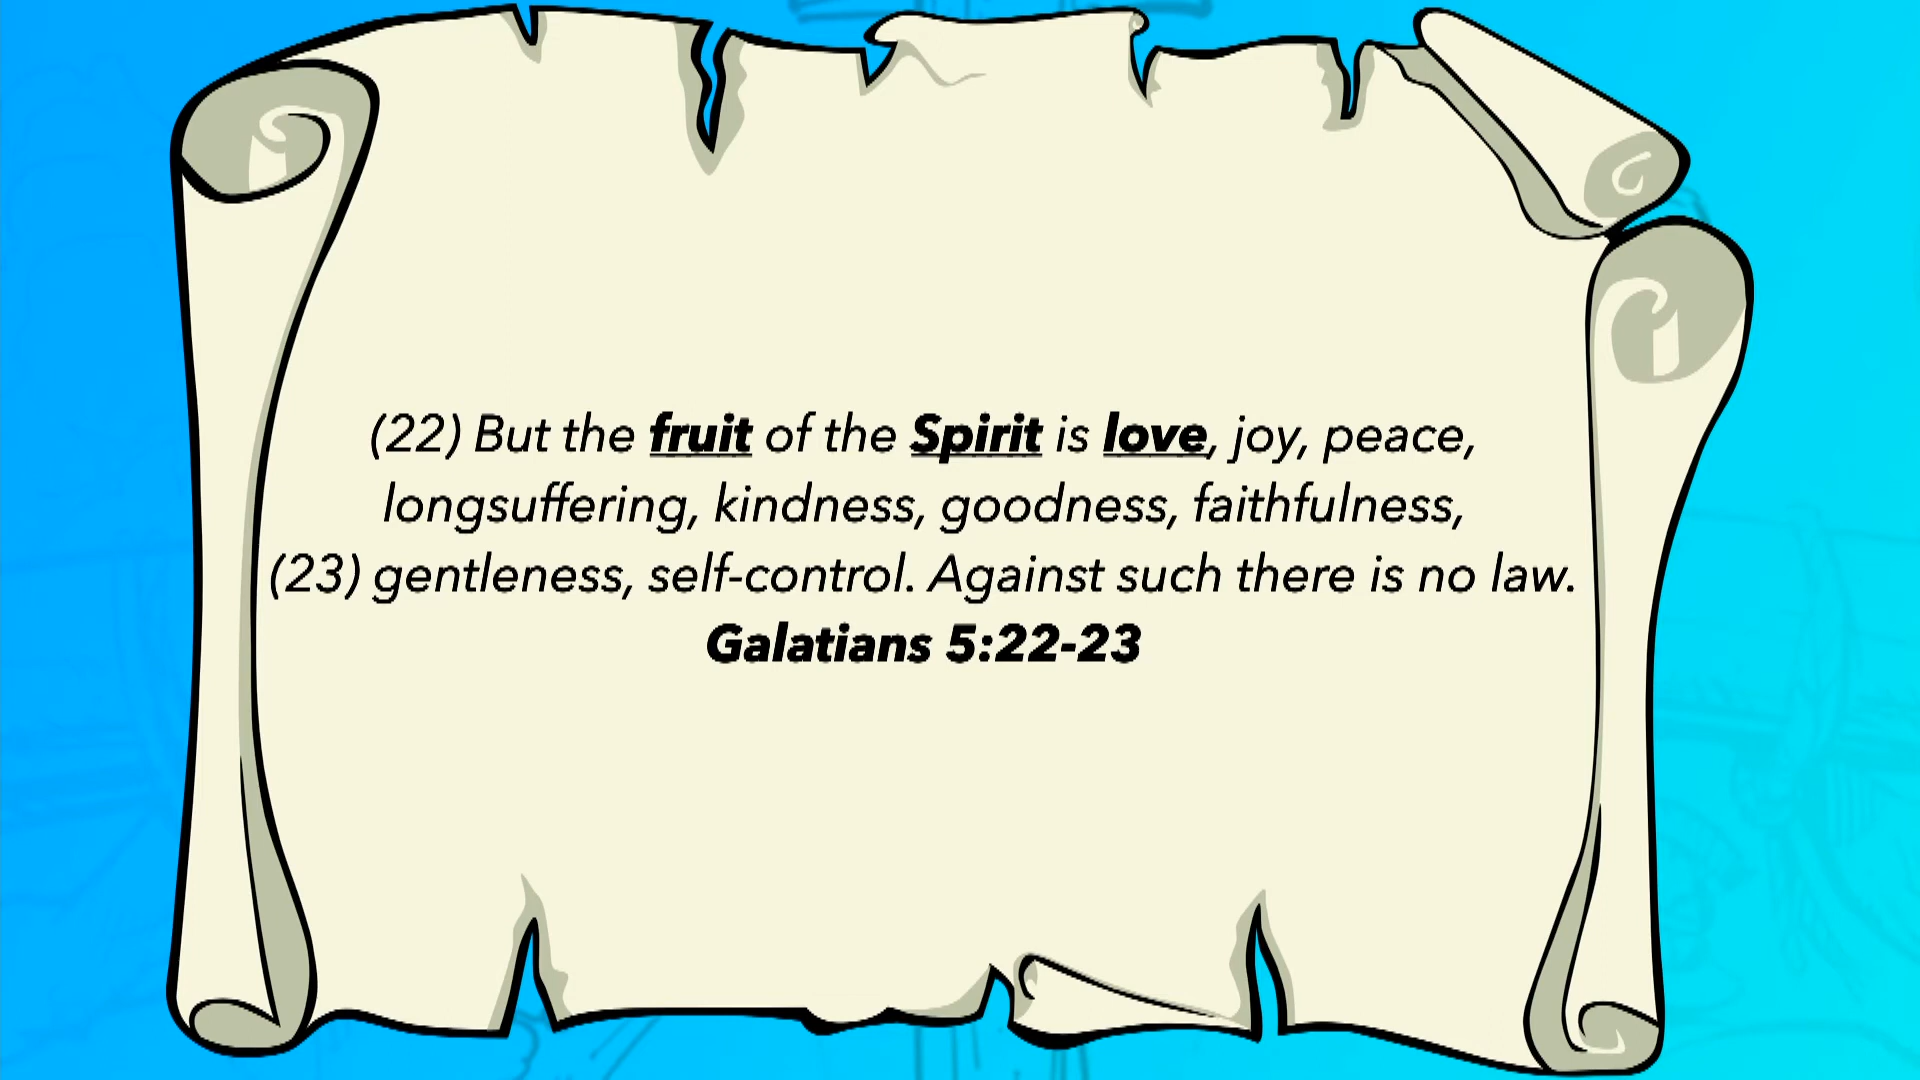 (22) But the fruit of the Spirit is love, joy, peace,
longsuffering, kindness, goodness, faithfulness,
(23) gentleness, self-control. Against such there is no law.
Galatians 5:22-23